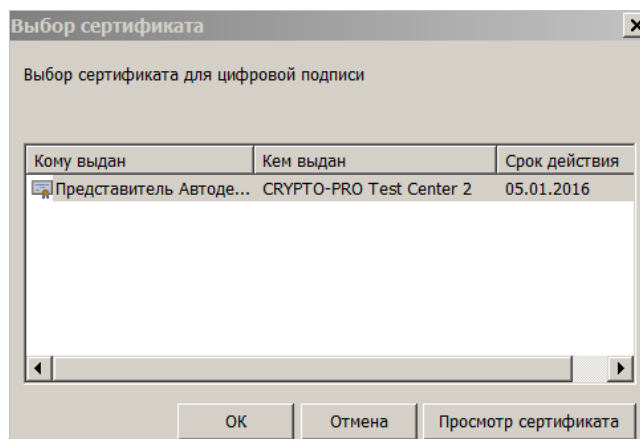 Выбор сертификата
Выбор сертификата для цифровой подписи
Кому выдан Кем выдан Срок действия
Представитель Автоде... CRYPTO-PRO Test Center 2 05.01.2016
ОК Отмена Просмотр сертификата